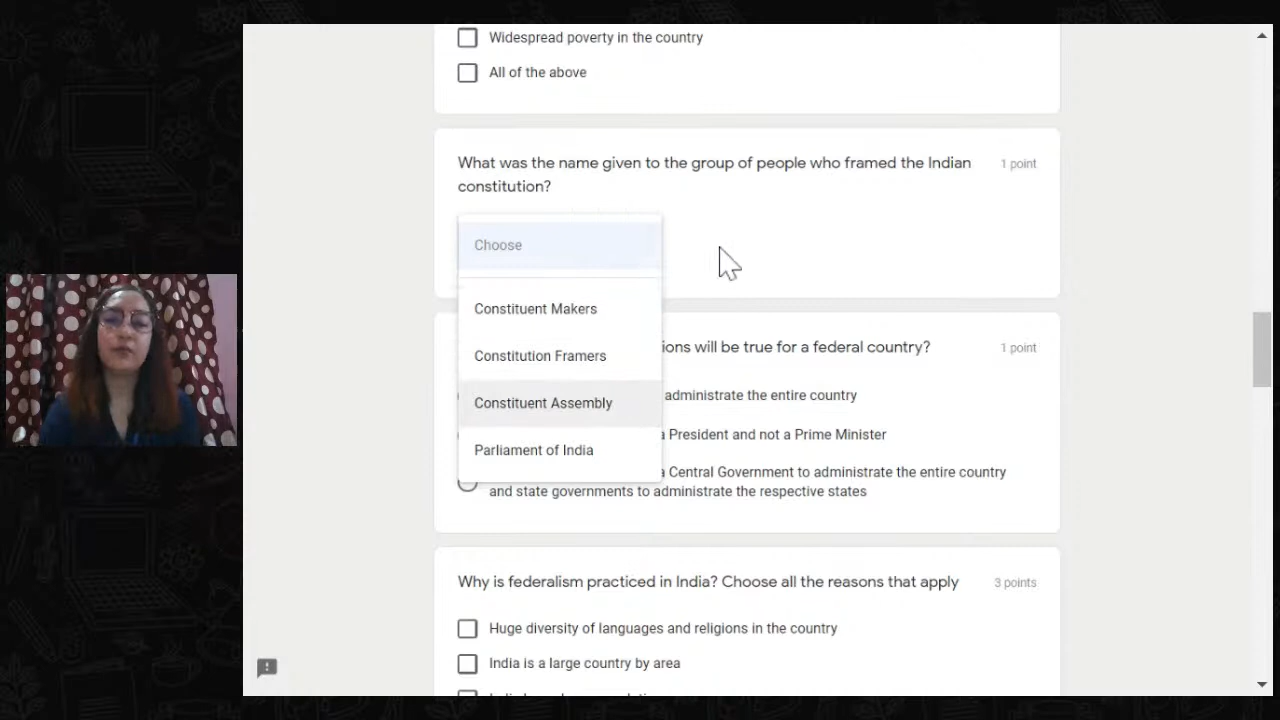 Widespread poverty in the country
All of the above
What was the name given to the group of people who framed the Indian
constitution?
1 point
Choose
Constituent Makers
Constitution Framers
Constituent Assembly
Parliament of India
ions will be true for a federal country?
1 point
administrate the entire country
a President and not a Prime Minister
a Central Government to administrate the entire country
and state governments to administrate the respective states
Why is federalism practiced in India? Choose all the reasons that apply
3 points
Huge diversity of languages and religions in the country
India is a large country by area